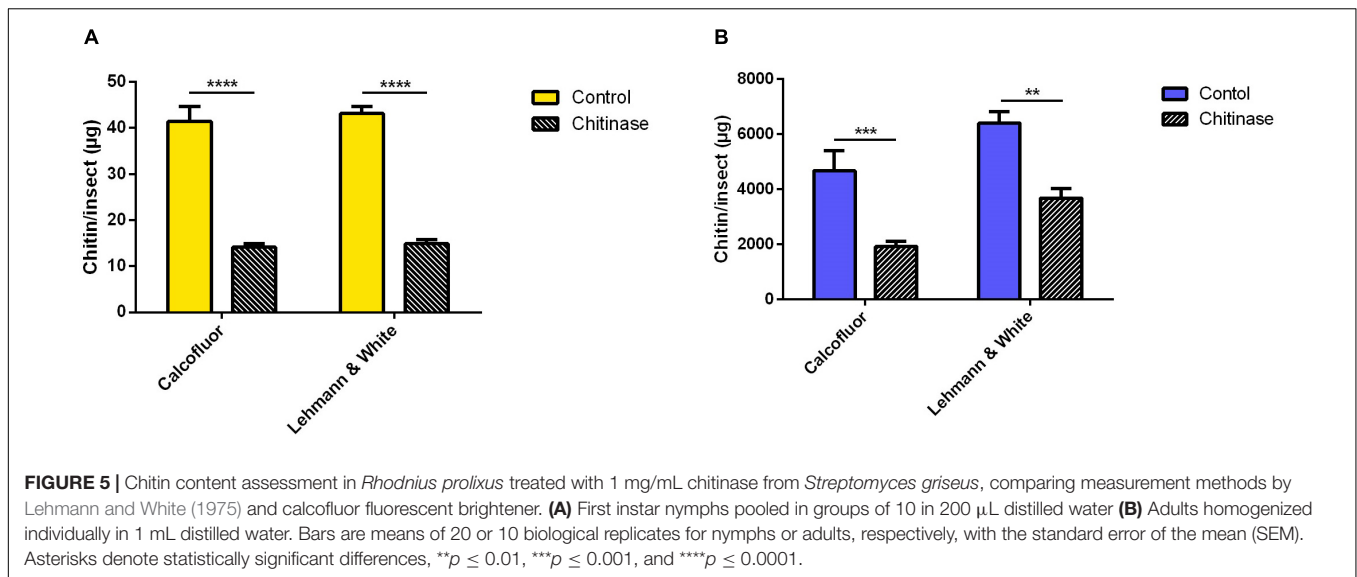 A
50
40
30
20
10
0
Chitin/insect (µg)
****
****
Control
Chitinase
Calcofluor
Lehmann & White
B
8000
6000
4000
2000
0
Chitin/insect (µg)
***
**
Contol
Chitinase
Calcofluor
Lehmann & White
FIGURE 5 | Chitin content assessment in Rhodnius prolixus treated with 1 mg/mL chitinase from Streptomyces griseus, comparing measurement methods by
Lehmann and White (1975) and calcofluor fluorescent brightener. (A) First instar nymphs pooled in groups of 10 in 200 µL distilled water (B) Adults homogenized
individually in 1 mL distilled water. Bars are means of 20 or 10 biological replicates for nymphs or adults, respectively, with the standard error of the mean (SEM).
Asterisks denote statistically significant differences, **p ≤ 0.01, ***p ≤ 0.001, and ****p ≤ 0.0001.